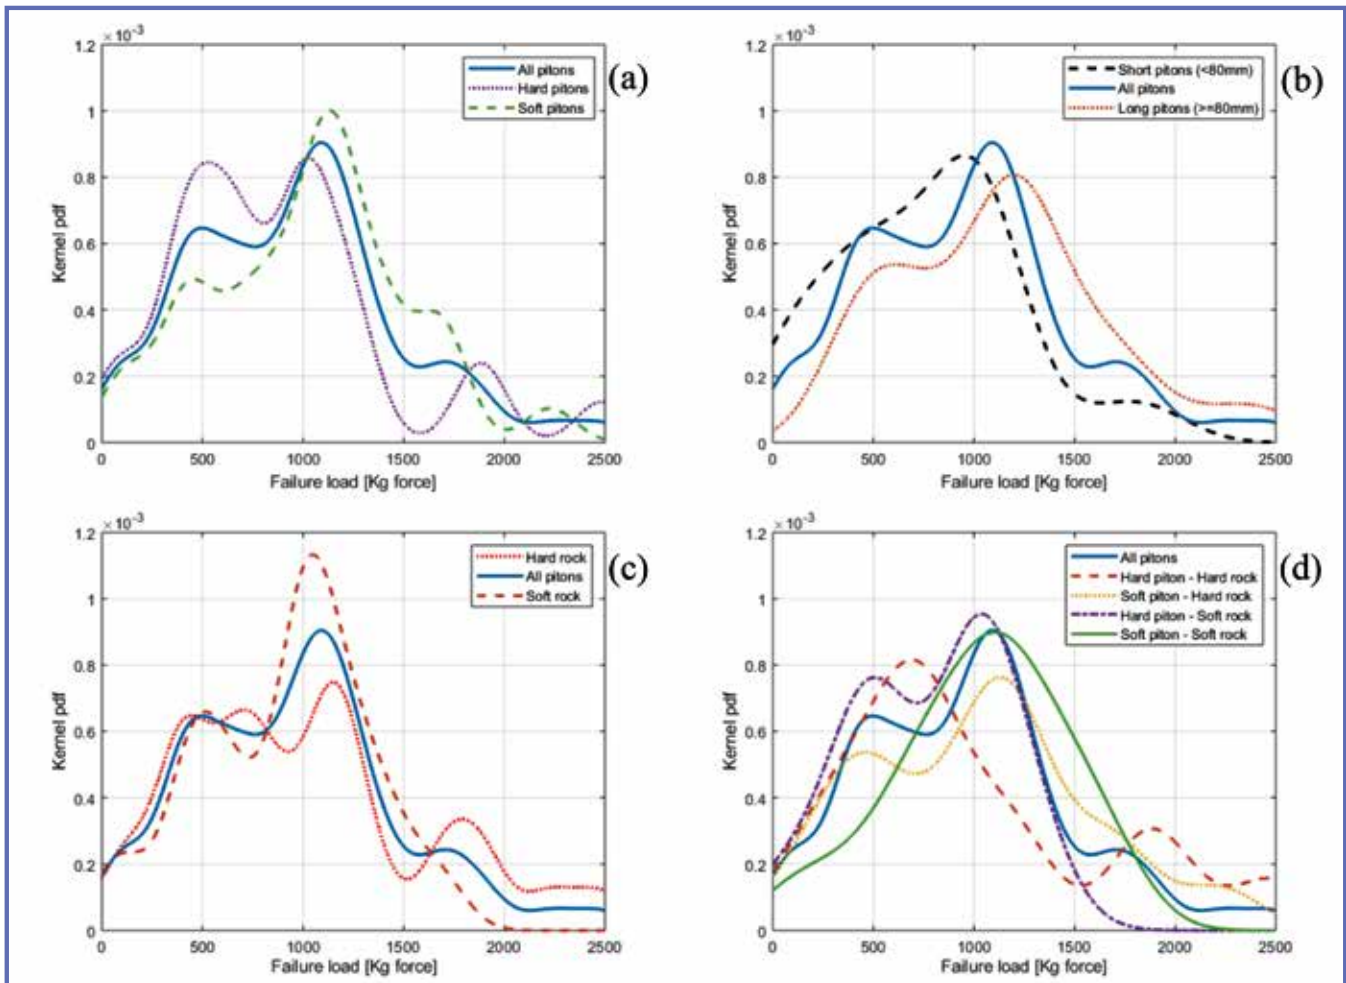 ×10⁻³
1.2
1
0.8
0.6
0.4
0.2
0
Kernel pdf
0 500 1000 1500 2000 2500
Failure load [Kg force]
All pitons
Hard pitons
Soft pitons
(a)
×10⁻³
1.2
1
0.8
0.6
0.4
0.2
0
Kernel pdf
0 500 1000 1500 2000 2500
Failure load [Kg force]
Short pitons (<80mm)
All pitons
Long pitons (>=80mm)
(b)
×10⁻³
1.2
1
0.8
0.6
0.4
0.2
0
Kernel pdf
0 500 1000 1500 2000 2500
Failure load [Kg force]
Hard rock
All pitons
Soft rock
(c)
×10⁻³
1.2
1
0.8
0.6
0.4
0.2
0
Kernel pdf
0 500 1000 1500 2000 2500
Failure load [Kg force]
All pitons
Hard piton - Hard rock
Soft piton - Hard rock
Hard piton - Soft rock
Soft piton - Soft rock
(d)